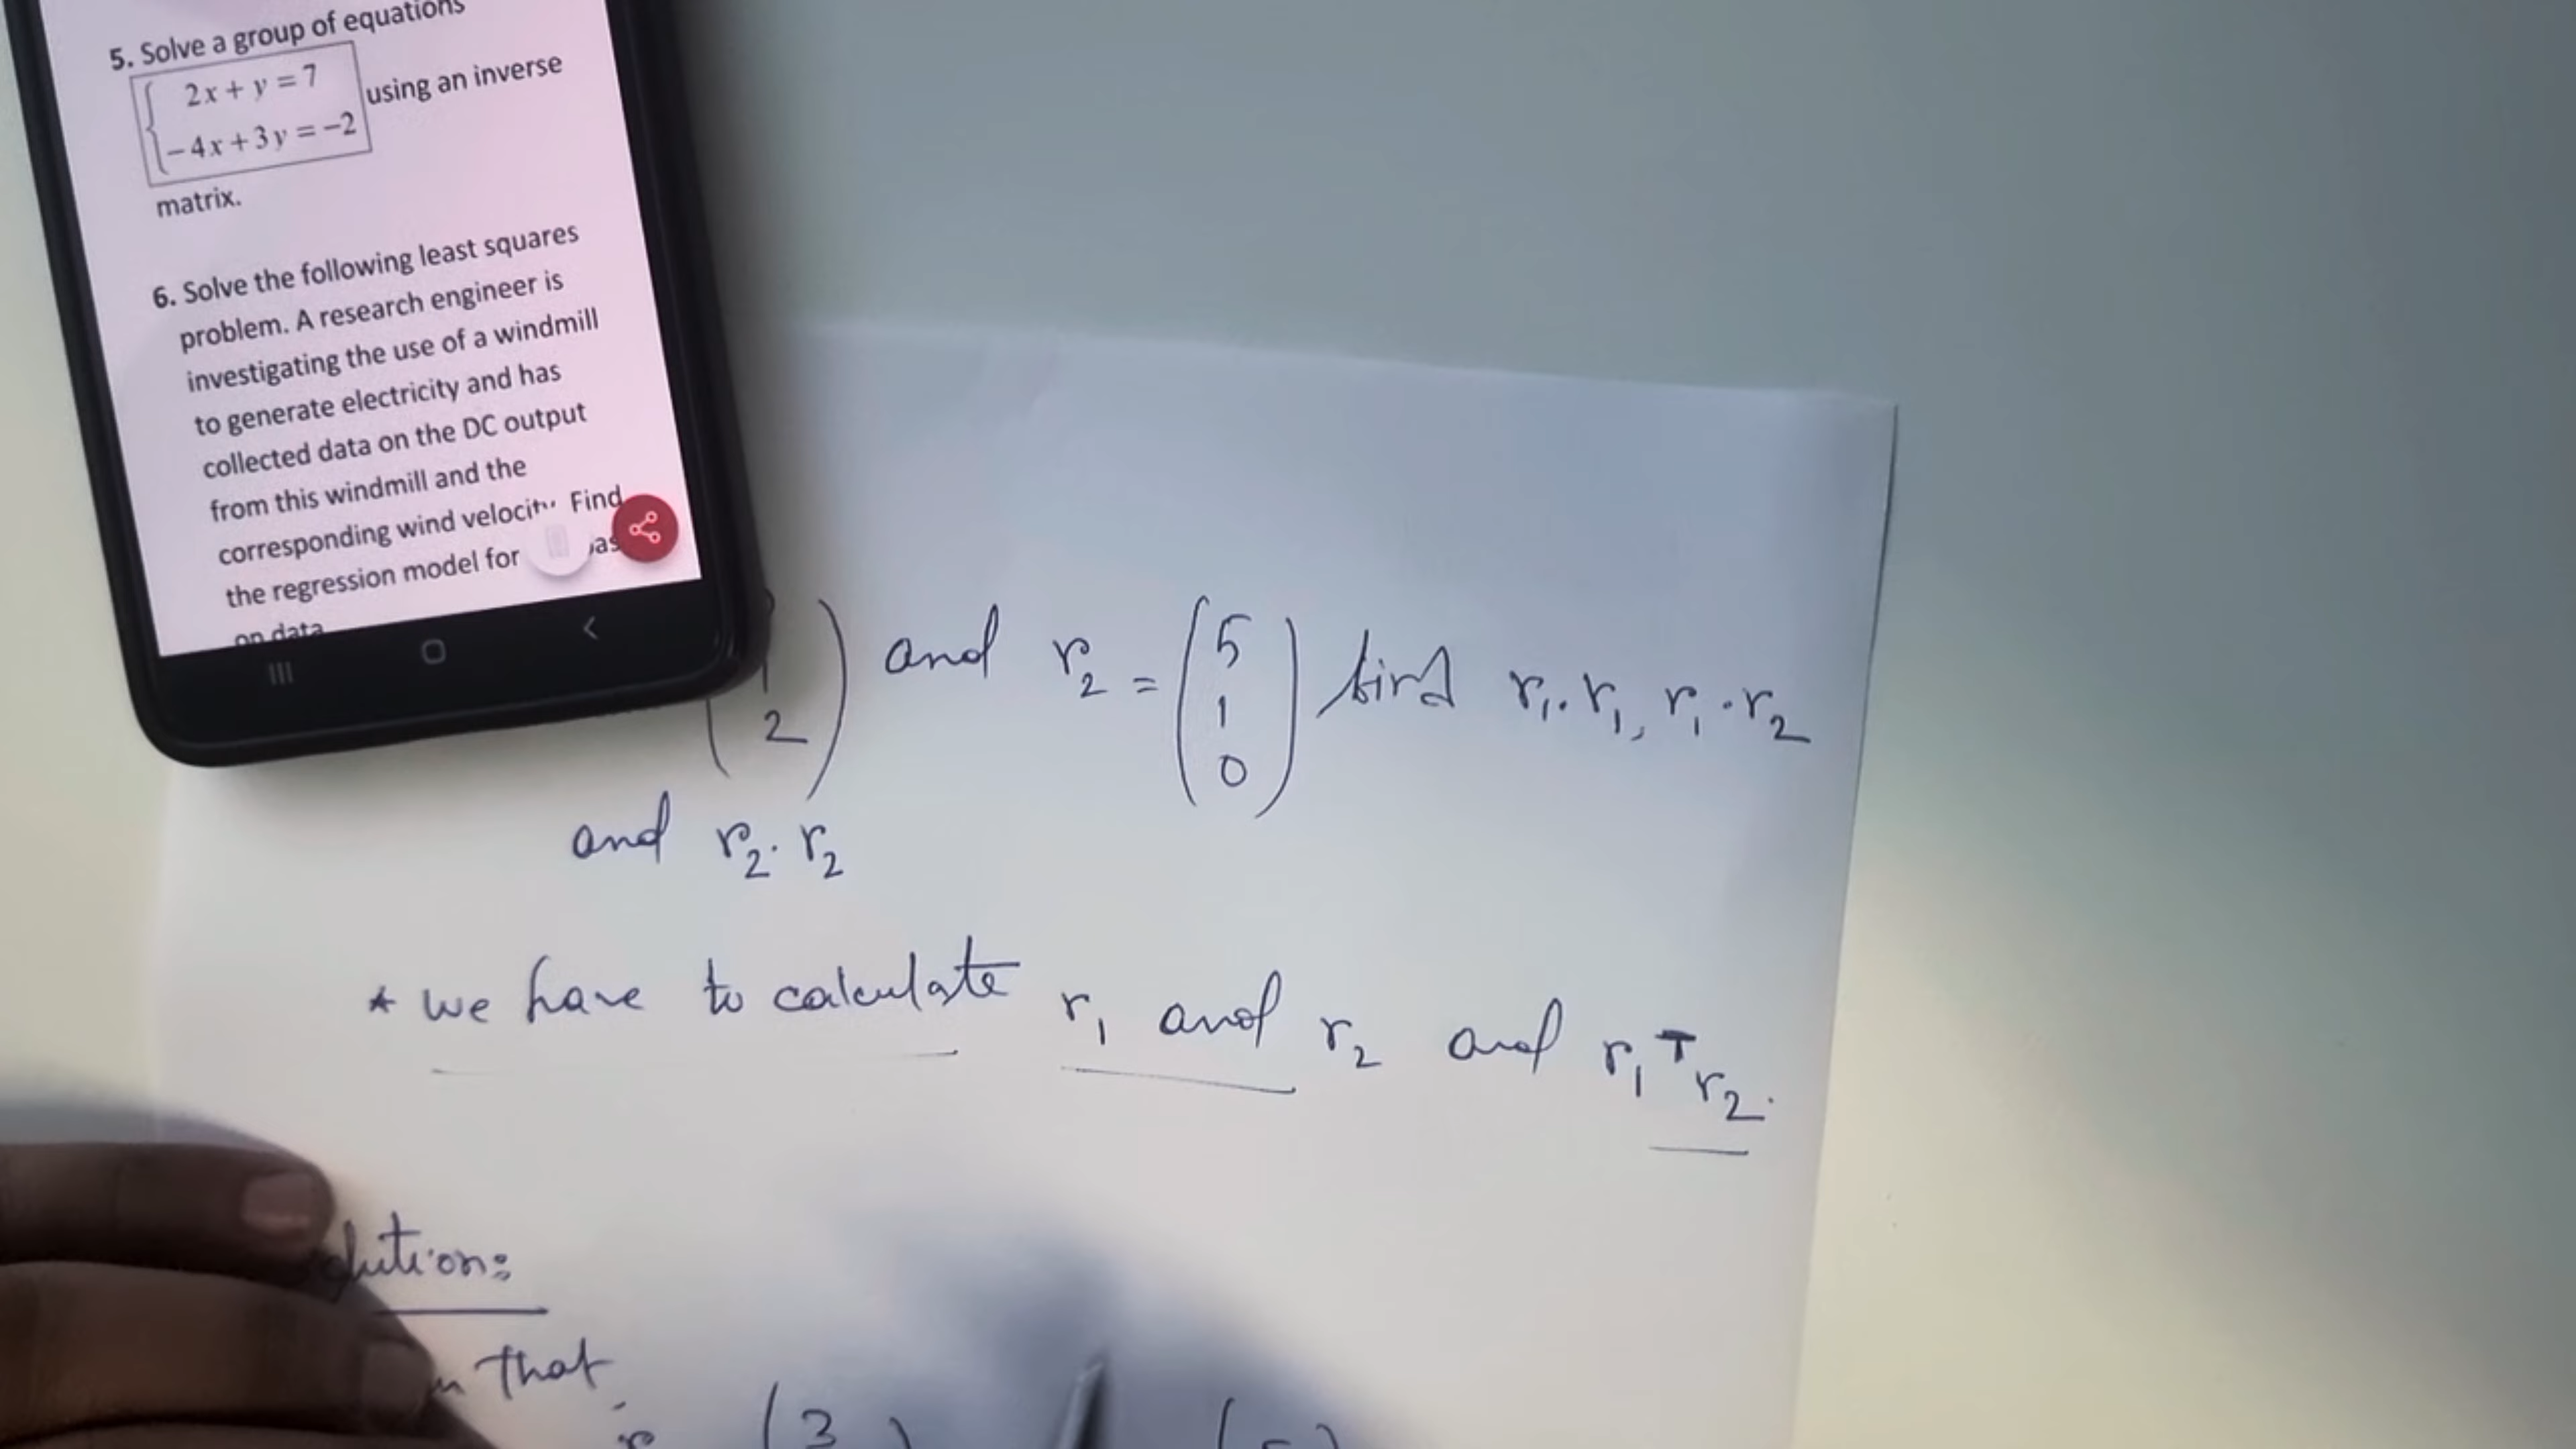 5. Solve a group of equations
2x + y = 7
-4x + 3y = -2
using an inverse
matrix.
6. Solve the following least squares
problem. A research engineer is
investigating the use of a windmill
to generate electricity and has
collected data on the DC output
from this windmill and the
corresponding wind velocity. Find
the regression model for
on data
1
2
and r₂ = (5 1 0) find r₁.r₁, r₁.r₂
and r₂.r₂
* we have to calculate r₁ and r₂ and r₁ᵀr₂.
that
(3